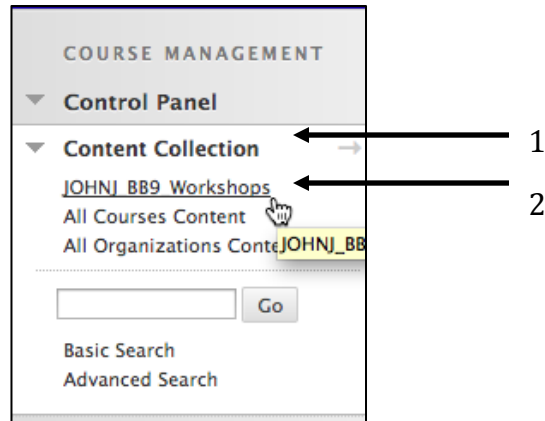 COURSE MANAGEMENT
Control Panel
Content Collection
1
JOHNJ_BB9_Workshops
2
All Courses Content
All Organizations Conte
JOHNJ_BB
Go
Basic Search
Advanced Search